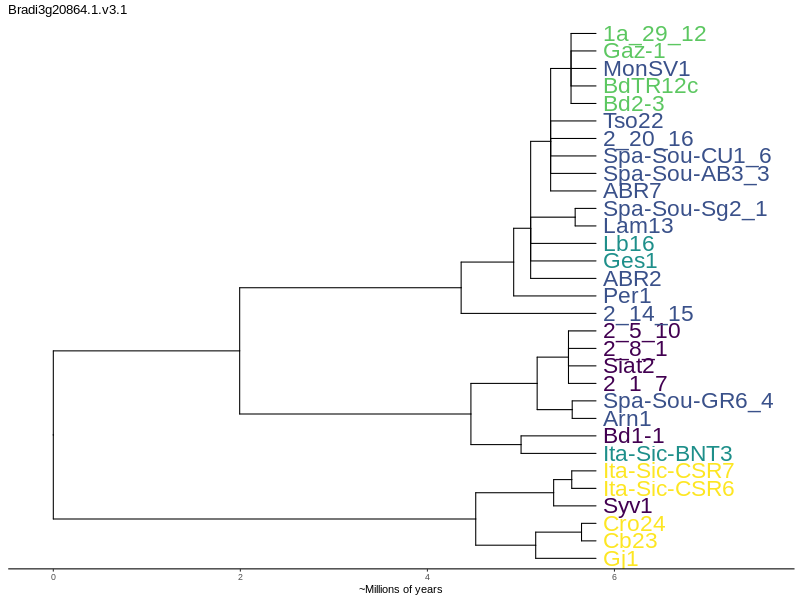 Bradi3g20864.1.v3.1
1a_29_12
Gaz-1
MonSV1
BdTR12c
Bd2-3
Tso22
2_20_16
Spa-Sou-CU1_6
Spa-Sou-AB3_3
ABR7
Spa-Sou-Sg2_1
Lam13
Lb16
Ges1
ABR2
Per1
2_14_15
2_5_10
2_8_1
Siat2
2_1_7
Spa-Sou-GR6_4
Arn1
Bd1-1
Ita-Sic-BNT3
Ita-Sic-CSR7
Ita-Sic-CSR6
Syv1
Cro24
Cb23
Gj1
0 2 4 6
~Millions of years